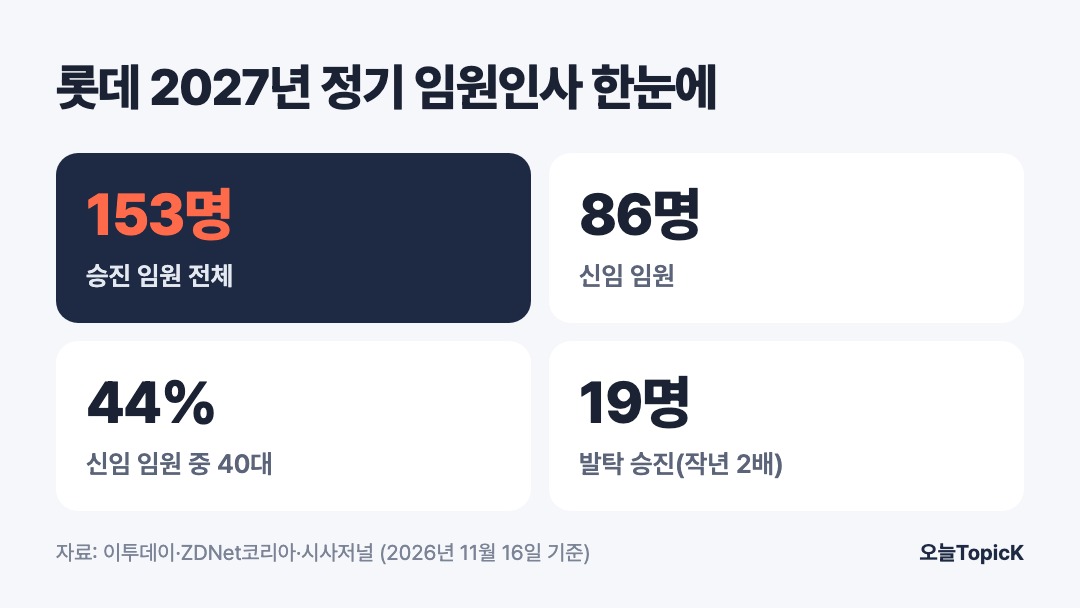 롯데 2027년 정기 임원인사 한눈에
153명
승진 임원 전체
86명
신임 임원
44%
신임 임원 중 40대
19명
발탁 승진(작년 2배)
자료: 이투데이·ZDNet코리아·시사저널 (2026년 11월 16일 기준)
오늘TopicK